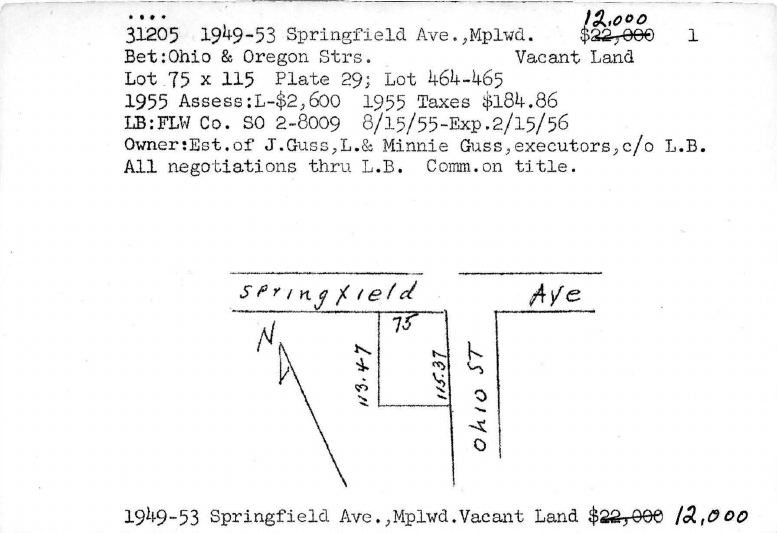 12,000
31205 1949-53 Springfield Ave.,Mplwd. $22,000 1
Bet:Ohio & Oregon Strs. Vacant Land
Lot 75 x 115 Plate 29; Lot 464-465
1955 Assess:L-$2,600 1955 Taxes $184.86
LB:FLW Co. SO 2-8009 8/15/55-Exp.2/15/56
Owner:Est.of J.Guss,L.& Minnie Guss,executors,c/o L.B.
All negotiations thru L.B. Comm.on title.
Springfield Ave
75
N
113.47
115.37
Ohio ST
1949-53 Springfield Ave.,Mplwd.Vacant Land $22,000 12,000